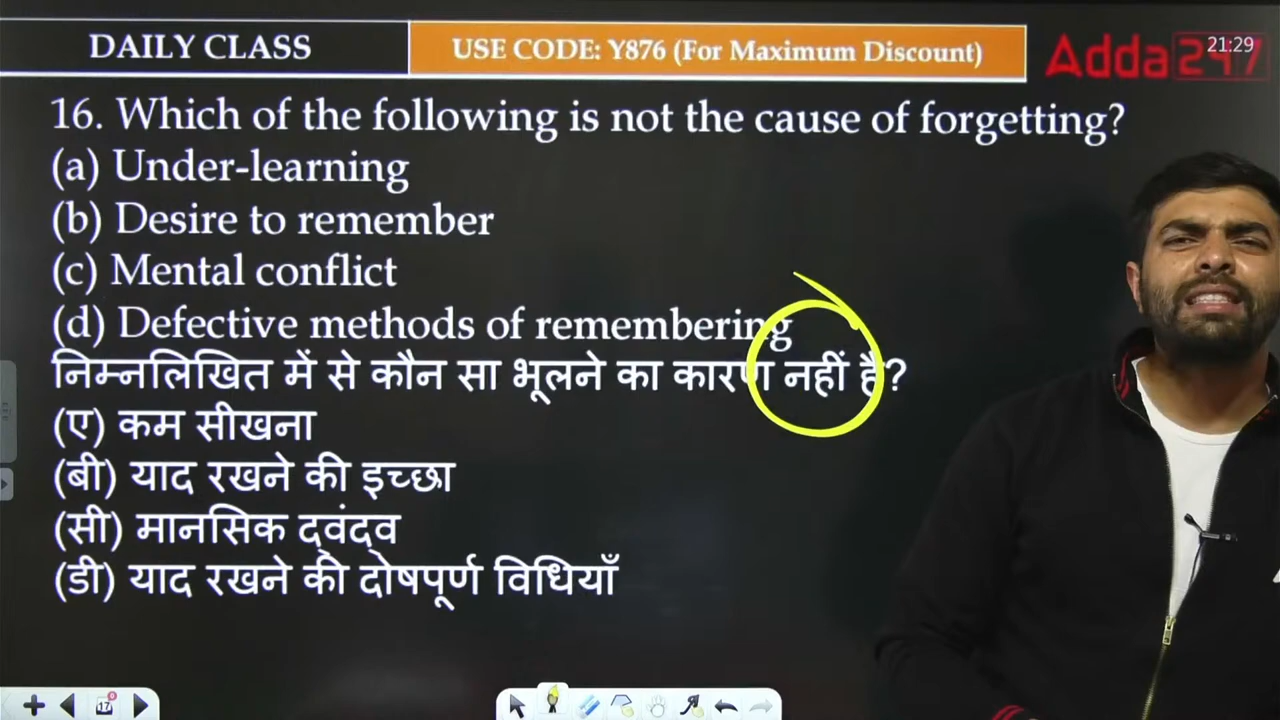 DAILY CLASS
USE CODE: Y876 (For Maximum Discount)
Adda247
21:29
16. Which of the following is not the cause of forgetting?
(a) Under-learning
(b) Desire to remember
(c) Mental conflict
(d) Defective methods of remembering
निम्नलिखित में से कौन सा भूलने का कारण नहीं है?
(ए) कम सीखना
(बी) याद रखने की इच्छा
(सी) मानसिक द्वंद्व
(डी) याद रखने की दोषपूर्ण विधियाँ
17